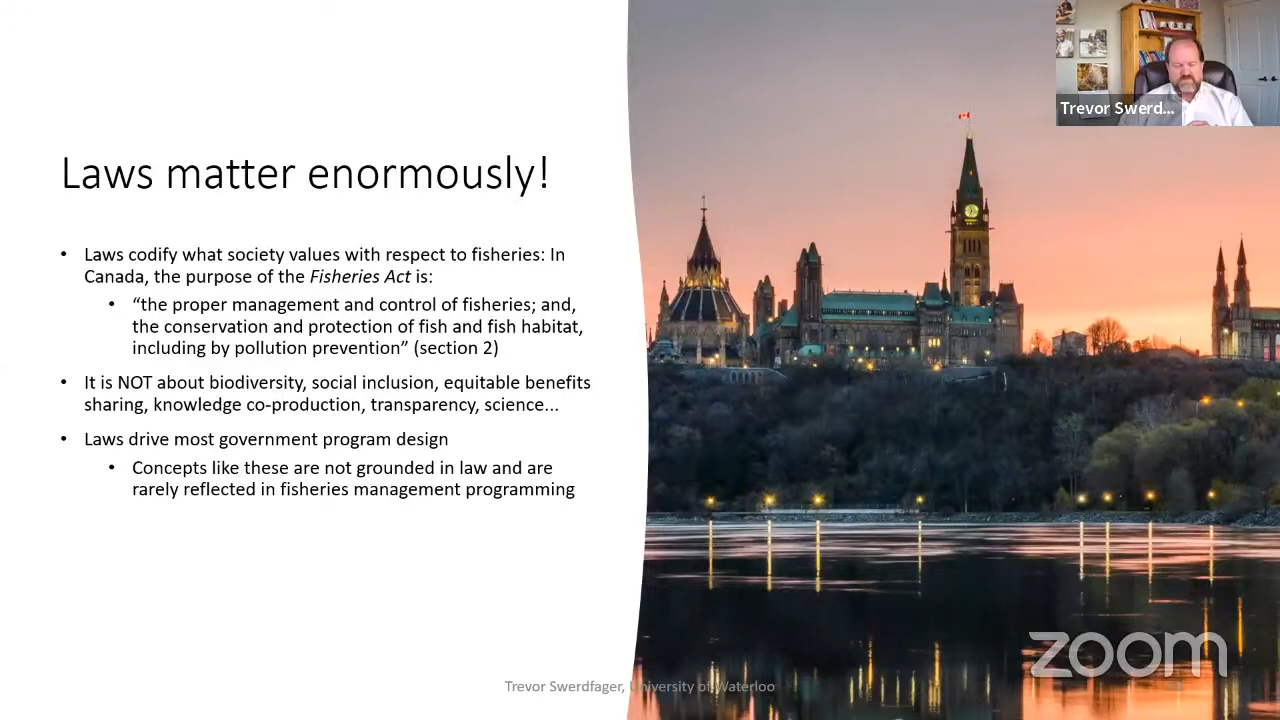 Trevor Swerd...
Laws matter enormously!
• Laws codify what society values with respect to fisheries: In
Canada, the purpose of the Fisheries Act is:
• “the proper management and control of fisheries; and,
the conservation and protection of fish and fish habitat,
including by pollution prevention” (section 2)
• It is NOT about biodiversity, social inclusion, equitable benefits
sharing, knowledge co-production, transparency, science...
• Laws drive most government program design
• Concepts like these are not grounded in law and are
rarely reflected in fisheries management programming
zoom
Trevor Swerdfager, University of Waterloo